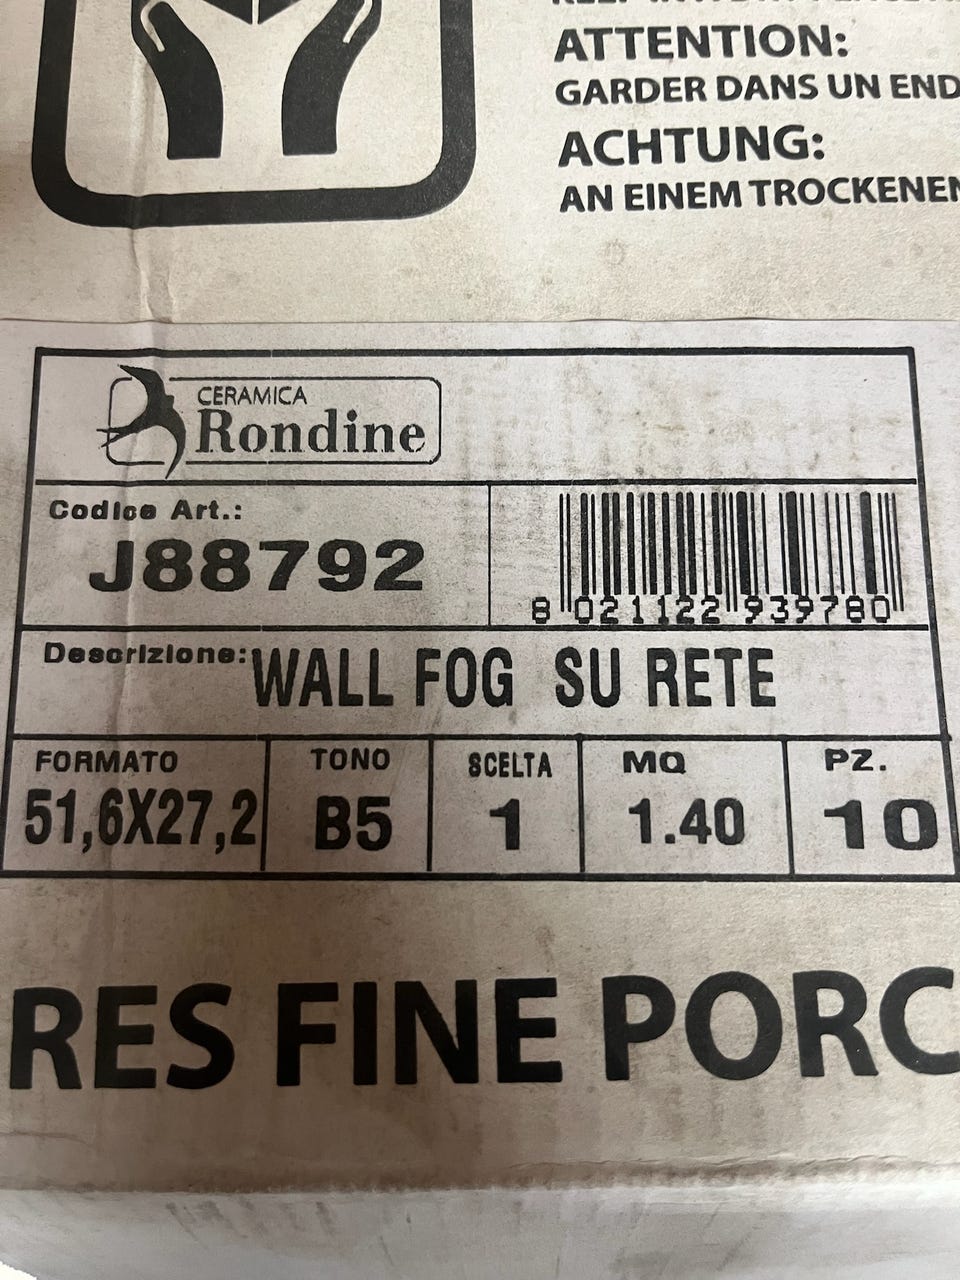 ATTENTION:
GARDER DANS UN END
ACHTUNG:
AN EINEM TROCKENEN
CERAMICA
Rondine
Codice Art.:
J88792
8 021122 939780
Descrizione: WALL FOG SU RETE
FORMATO TONO SCELTA MQ PZ.
51,6X27,2 B5 1 1.40 10
RES FINE PORC